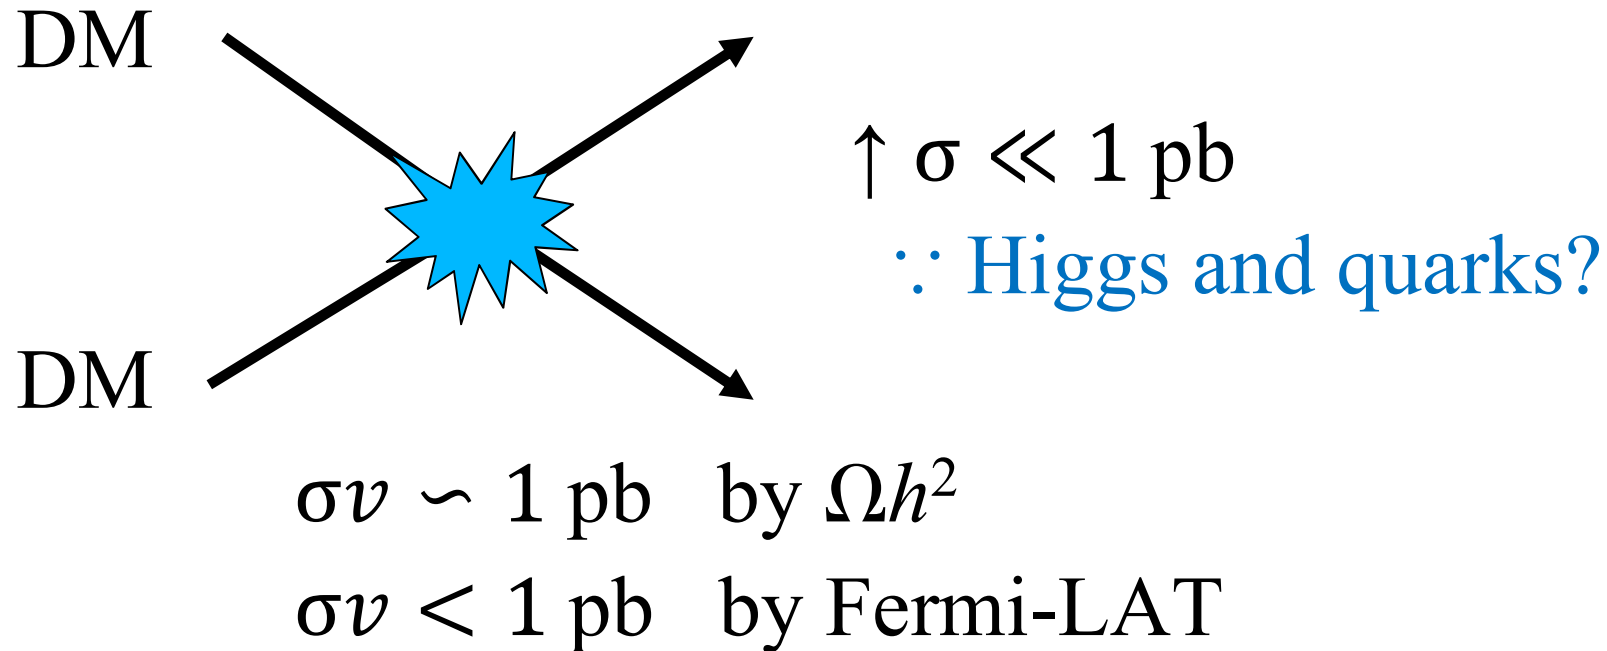 DM
↑ σ ≪ 1 pb
∵ Higgs and quarks?
DM
σv ∽ 1 pb by Ωh²
σv < 1 pb by Fermi-LAT